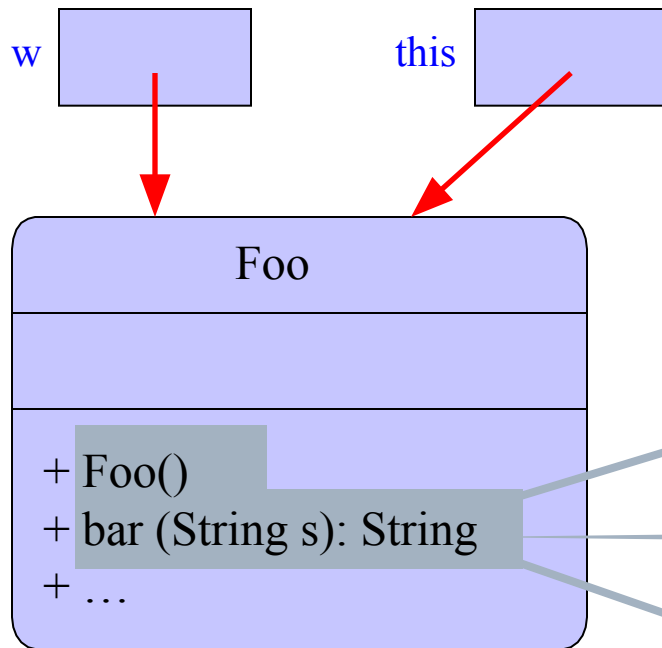 w this
Foo
+ Foo()
+ bar (String s): String
+ …